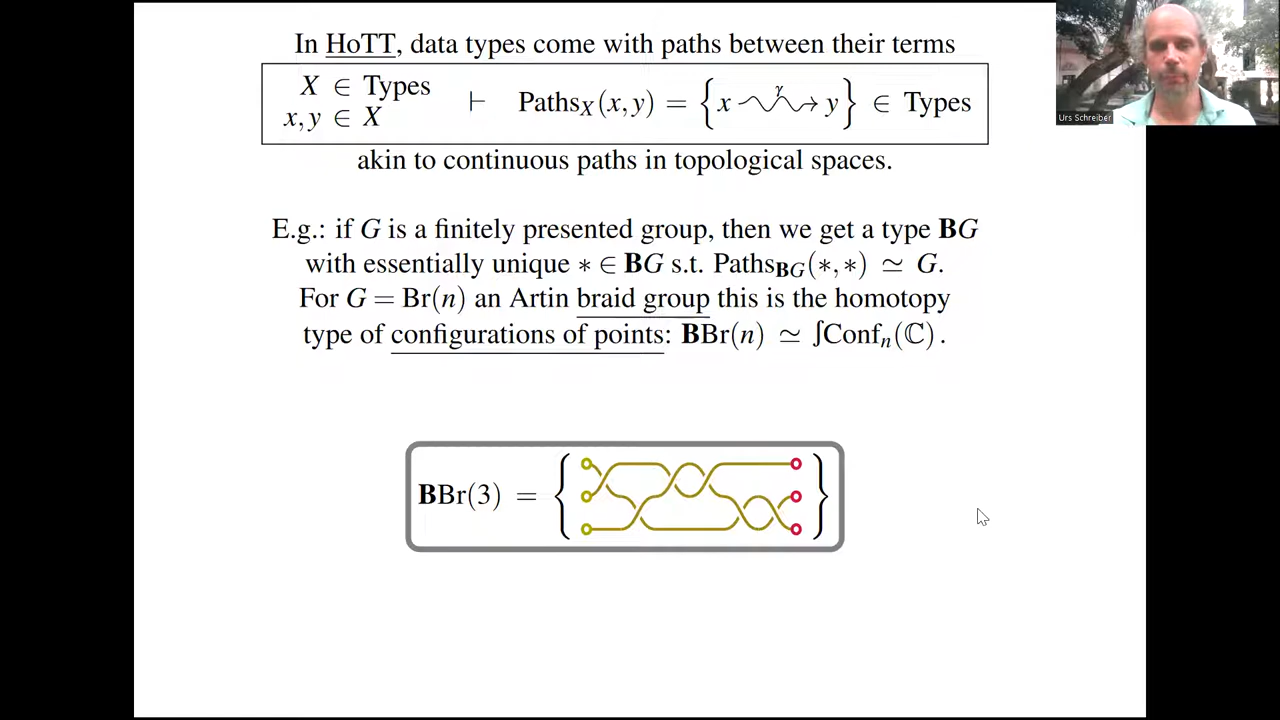 In HoTT, data types come with paths between their terms
X ∈ Types
x, y ∈ X
⊢ Paths_X(x, y) = { x ⁓γ⁓→ y } ∈ Types
akin to continuous paths in topological spaces.
E.g.: if G is a finitely presented group, then we get a type BG
with essentially unique * ∈ BG s.t. Paths_BG(*, *) ≃ G.
For G = Br(n) an Artin braid group this is the homotopy
type of configurations of points: BBr(n) ≃ ∫Conf_n(ℂ).
BBr(3) = { }
Urs Schreiber